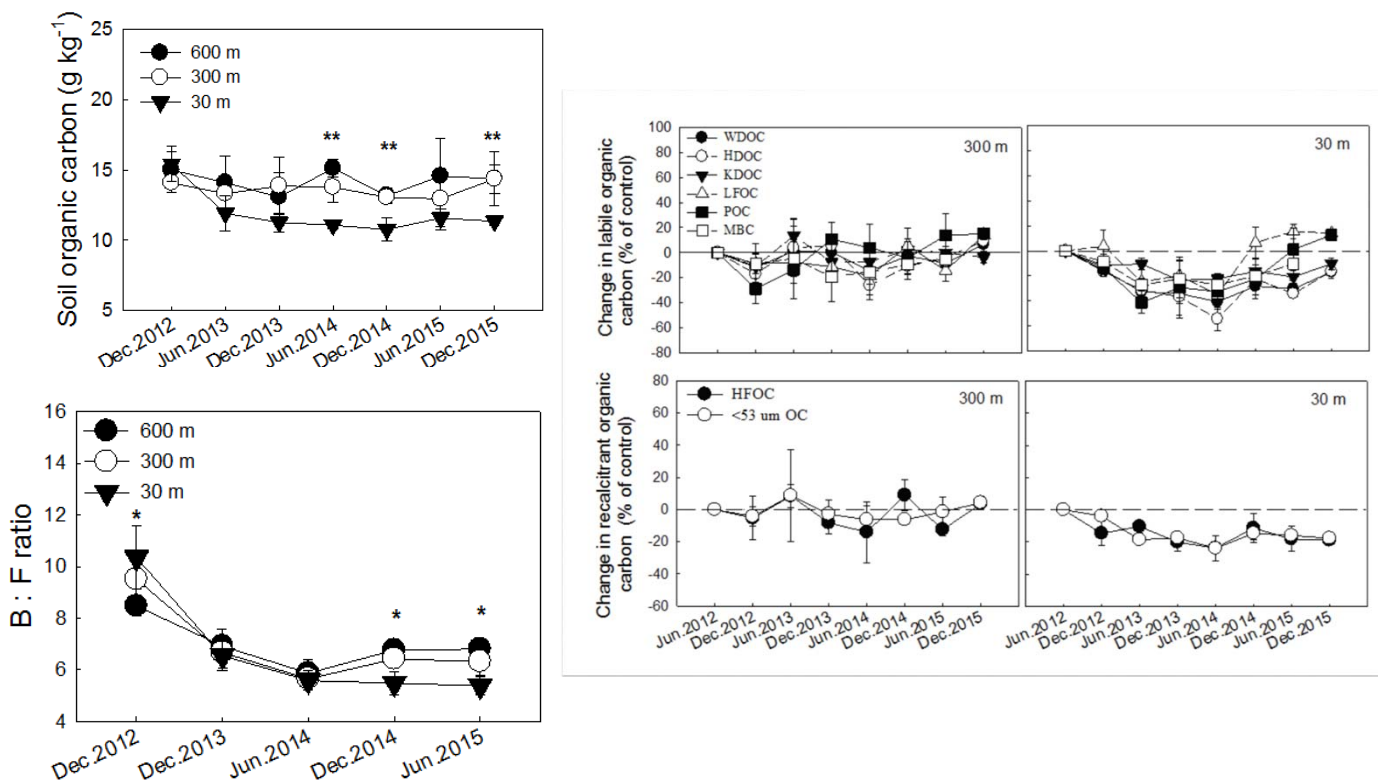 Soil organic carbon (g kg⁻¹)
25
20
15
10
5
600 m
300 m
30 m
**
**
**
Dec.2012
Jun.2013
Dec.2013
Jun.2014
Dec.2014
Jun.2015
Dec.2015
B : F ratio
16
14
12
10
8
6
4
600 m
300 m
30 m
*
*
*
Dec.2012
Dec.2013
Jun.2014
Dec.2014
Jun.2015
Change in labile organic
carbon (% of control)
100
80
60
40
20
0
-20
-40
-60
-80
WDOC
HDOC
KDOC
LFOC
POC
MBC
300 m
30 m
Change in recalcitrant organic
carbon (% of control)
80
60
40
20
0
-20
-40
-60
HFOC
<53 um OC
300 m
30 m
Jun.2012
Dec.2012
Jun.2013
Dec.2013
Jun.2014
Dec.2014
Jun.2015
Dec.2015
Jun.2012
Dec.2012
Jun.2013
Dec.2013
Jun.2014
Dec.2014
Jun.2015
Dec.2015